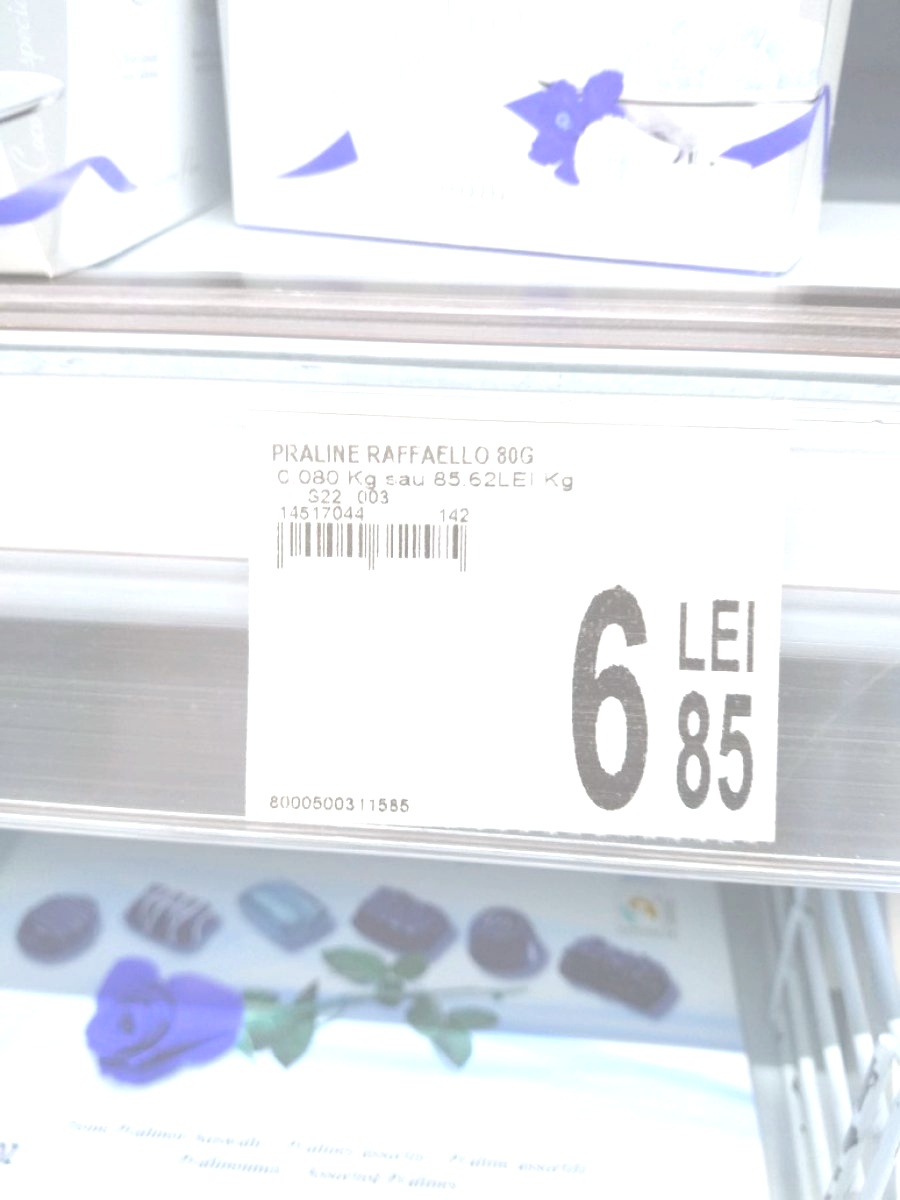 PRALINE RAFFAELLO 80G
C 080 Kg sau 85.62LEI Kg
S22 003
14517044 142
6 LEI
85
8000500311585